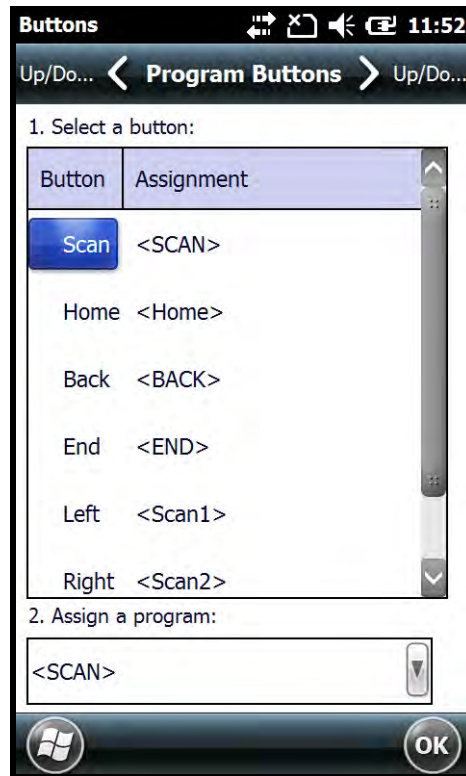 Buttons 11:52
Up/Do... Program Buttons Up/Do...
1. Select a button:
Button Assignment
Scan <SCAN>
Home <Home>
Back <BACK>
End <END>
Left <Scan1>
Right <Scan2>
2. Assign a program:
<SCAN>
OK